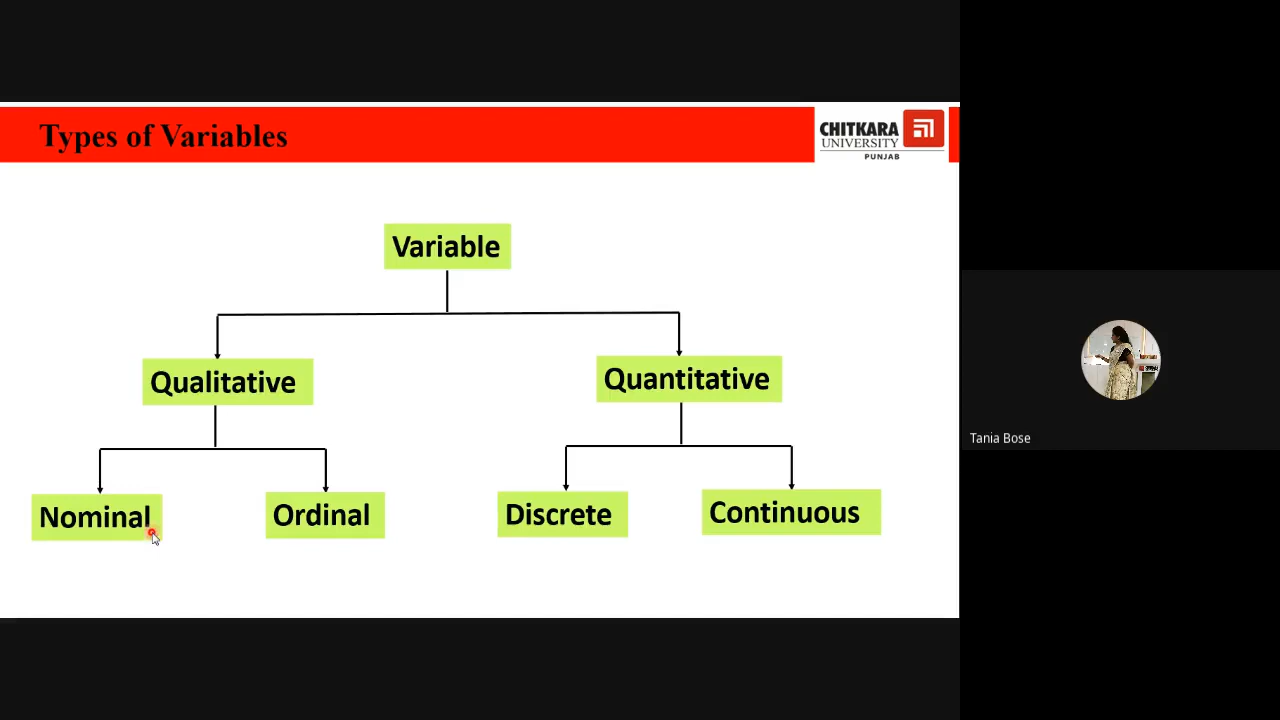 Types of Variables
CHITKARA
UNIVERSITY
PUNJAB
Variable
Qualitative
Quantitative
Nominal
Ordinal
Discrete
Continuous
Tania Bose